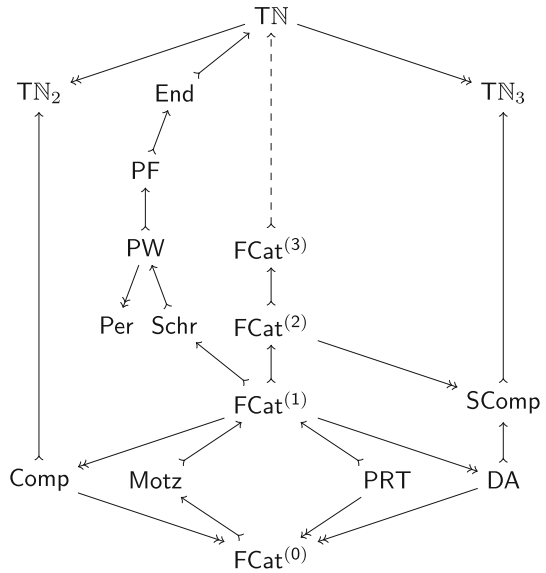 Tℕ
Tℕ₂
End
Tℕ₃
PF
PW
FCat⁽³⁾
Per
Schr
FCat⁽²⁾
FCat⁽¹⁾
SComp
Comp
Motz
PRT
DA
FCat⁽⁰⁾